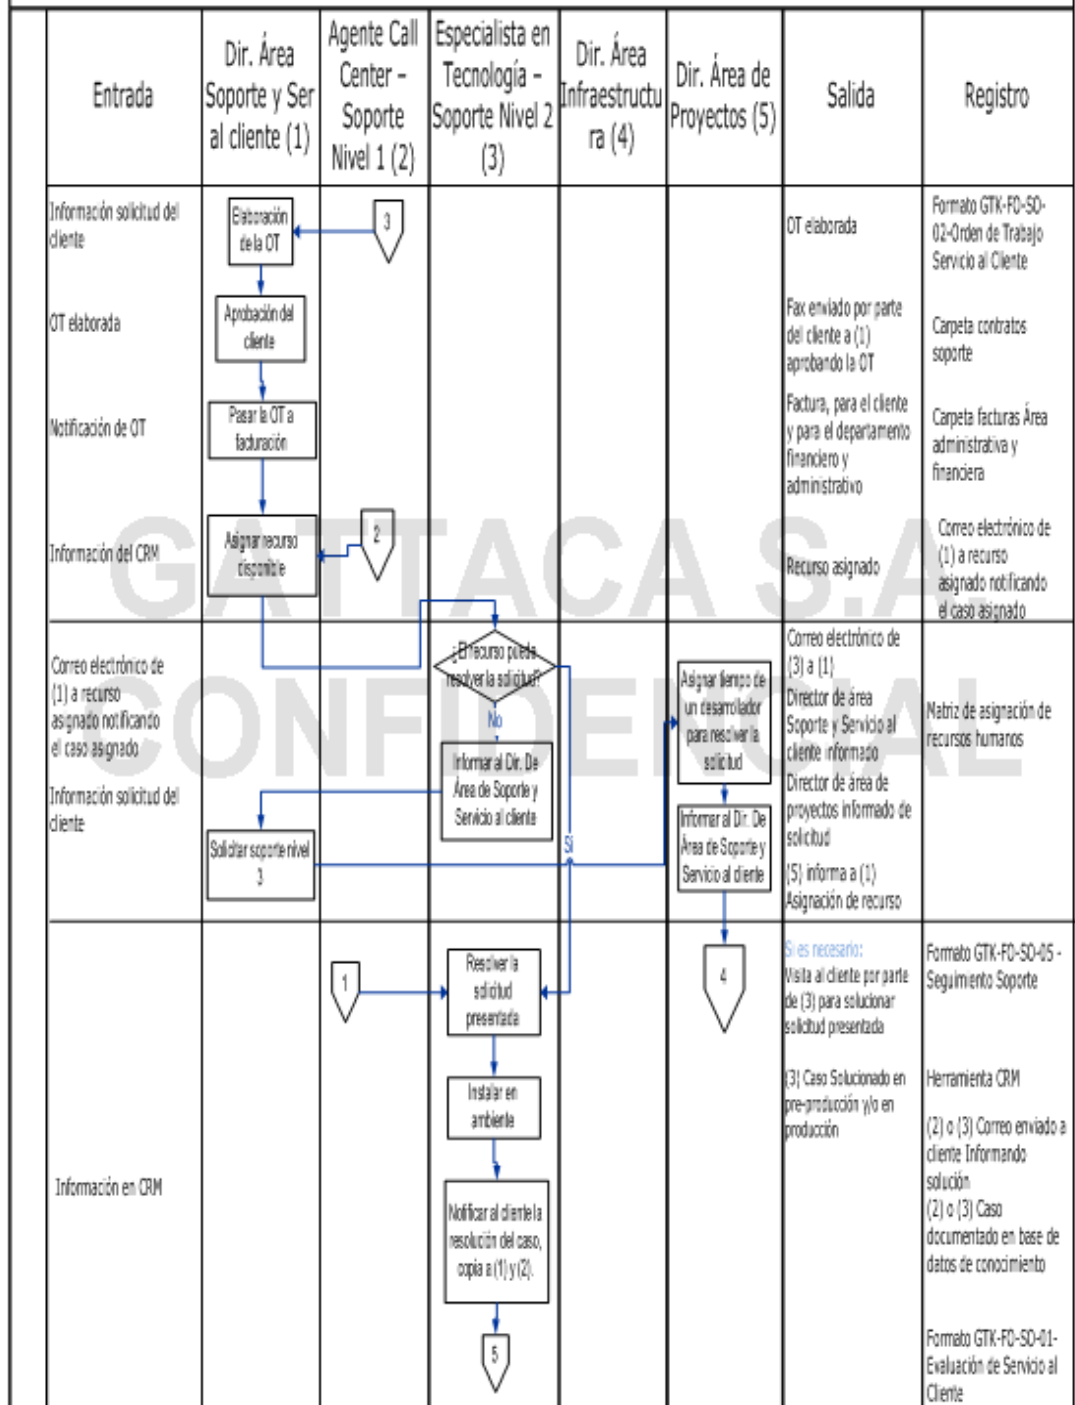 Entrada
Dir. Área
Soporte y Ser
al cliente (1)
Agente Call
Center –
Soporte
Nivel 1 (2)
Especialista en
Tecnología –
Soporte Nivel 2
(3)
Dir. Área
Infraestructu
ra (4)
Dir. Área de
Proyectos (5)
Salida
Registro
Información solicitud del
cliente
Elaboración
de la OT
3
OT elaborada
Formato GTK-FO-SO-
02-Orden de Trabajo
Servicio al Cliente
OT elaborada
Aprobación del
cliente
Fax enviado por parte
del cliente a (1)
aprobando la OT
Carpeta contratos
soporte
Notificación de OT
Pasar la OT a
facturación
Factura, para el cliente
y para el departamento
financiero y
administrativo
Carpeta facturas Área
administrativa y
financiera
Información del CRM
Asignar recurso
disponible
2
Recurso asignado
Correo electrónico de
(1) a recurso
asignado notificando
el caso asignado
GATTACA S.A.
CONFIDENCIAL
Correo electrónico de
(1) a recurso
asignado notificando
el caso asignado
Información solicitud del
cliente
¿El recurso puede
resolver la solicitud?
No
Informar al Dir. De
Área de Soporte y
Servicio al cliente
Solicitar soporte nivel
3
Si
Asignar tiempo de
un desarrollador
para resolver la
solicitud
Informar al Dir. De
Área de Soporte y
Servicio al cliente
Correo electrónico de
(3) a (1)
Director de área
Soporte y Servicio al
cliente informado
Director de área de
proyectos informado de
solicitud
(5) informa a (1)
Asignación de recurso
Matriz de asignación de
recursos humanos
Información en CRM
1
Resolver la
solicitud
presentada
Instalar en
ambiente
Notificar al cliente la
resolución del caso,
copia a (1) y (2).
5
4
Si es necesario:
Visita al cliente por parte
de (3) para solucionar
solicitud presentada
(3) Caso Solucionado en
pre-producción y/o en
producción
Formato GTK-FO-SO-05 -
Seguimiento Soporte
Herramienta CRM
(2) o (3) Correo enviado a
cliente Informando
solución
(2) o (3) Caso
documentado en base de
datos de conocimiento
Formato GTK-FO-SO-01-
Evaluación de Servicio al
Cliente